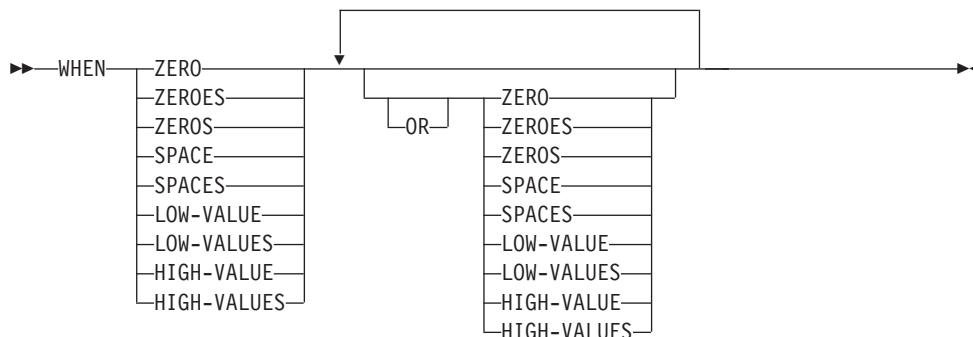 WHEN ZERO
ZEROES ZERO
ZEROS OR ZEROES
SPACE ZEROS
SPACES SPACE
LOW-VALUE SPACES
LOW-VALUES LOW-VALUE
HIGH-VALUE LOW-VALUES
HIGH-VALUES HIGH-VALUE
HIGH-VALUES